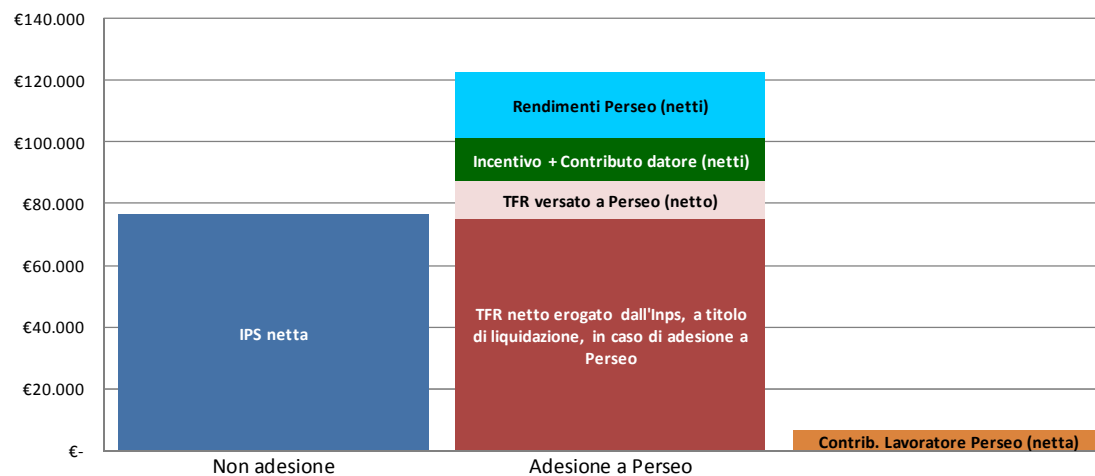 €140.000
€120.000
€100.000
€80.000
€60.000
€40.000
€20.000
€-
Rendimenti Perseo (netti)
Incentivo + Contributo datore (netti)
TFR versato a Perseo (netto)
IPS netta
TFR netto erogato dall'Inps, a titolo
di liquidazione, in caso di adesione a
Perseo
Contrib. Lavoratore Perseo (netta)
Non adesione
Adesione a Perseo